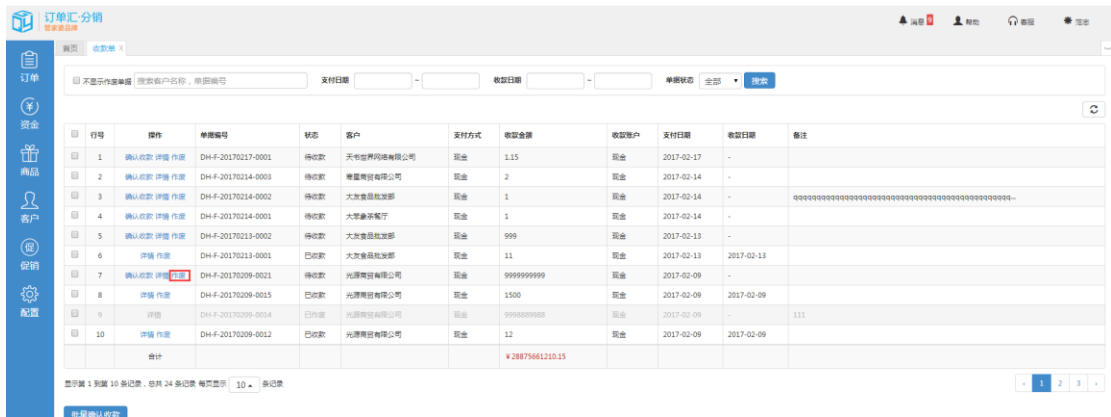 订单汇·分销
管家婆品牌
消息 9 帮助 客服
首页 收款单 X
订单
资金
商品
客户
促
促销
配置
不显示作废单据 搜索客户名称，单据编号 支付日期 ~ 收款日期 ~ 单据状态 全部 搜索
行号 操作 单据编号 状态 客户 支付方式 收款金额 收款账户 支付日期 收款日期 备注
1 确认收款 详情 作废 DH-F-20170217-0001 待收款 天书世界网络有限公司 现金 1.15 现金 2017-02-17 -
2 确认收款 详情 作废 DH-F-20170214-0003 待收款 商贸有限公司 现金 2 现金 2017-02-14 -
3 确认收款 详情 作废 DH-F-20170214-0002 待收款 大友食品批发部 现金 1 现金 2017-02-14 -
4 确认收款 详情 作废 DH-F-20170214-0001 待收款 大笨象茶餐厅 现金 1 现金 2017-02-14 -
5 确认收款 详情 作废 DH-F-20170213-0002 待收款 大友食品批发部 现金 999 现金 2017-02-13 -
6 详情 作废 DH-F-20170213-0001 已收款 大友食品批发部 现金 11 现金 2017-02-13 2017-02-13
7 确认收款 详情 作废 DH-F-20170209-0021 待收款 光源商贸有限公司 现金 9999999999 现金 2017-02-09 -
8 详情 作废 DH-F-20170209-0015 已收款 光源商贸有限公司 现金 1500 现金 2017-02-09 2017-02-09
9 详情 DH-F-20170209-0014 已作废 光源商贸有限公司 现金 9998889988 现金 2017-02-09 - 111
10 详情 作废 DH-F-20170209-0012 已收款 光源商贸有限公司 现金 12 现金 2017-02-09 2017-02-09
合计 ¥28875661210.15
显示第 1 到第 10 条记录，总共 24 条记录 每页显示 10 条记录 ‹ 1 2 3 ›
批量确认收款